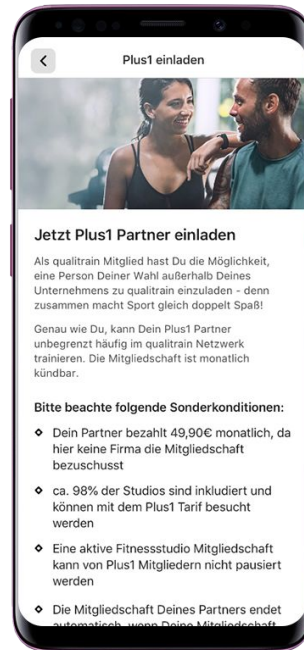 Plus1 einladen
Jetzt Plus1 Partner einladen
Als qualitrain Mitglied hast Du die Möglichkeit,
eine Person Deiner Wahl außerhalb Deines
Unternehmens zu qualitrain einzuladen - denn
zusammen macht Sport gleich doppelt Spaß!
Genau wie Du, kann Dein Plus1 Partner
unbegrenzt häufig im qualitrain Netzwerk
trainieren. Die Mitgliedschaft ist monatlich
kündbar.
Bitte beachte folgende Sonderkonditionen:
Dein Partner bezahlt 49,90€ monatlich, da
hier keine Firma die Mitgliedschaft
bezuschusst
ca. 98% der Studios sind inkludiert und
können mit dem Plus1 Tarif besucht
werden
Eine aktive Fitnessstudio Mitgliedschaft
kann von Plus1 Mitgliedern nicht pausiert
werden
Die Mitgliedschaft Deines Partners endet
automatisch, wenn Deine Mitgliedschaft